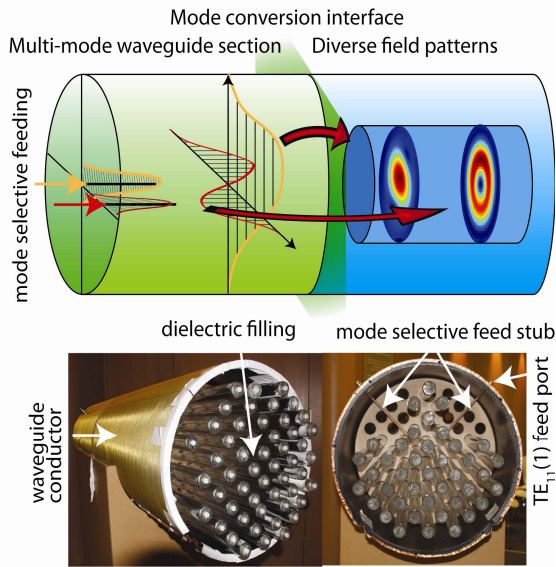 Mode conversion interface
Multi-mode waveguide section
Diverse field patterns
mode selective feeding
dielectric filling
mode selective feed stub
waveguide
conductor
TE11(1) feed port